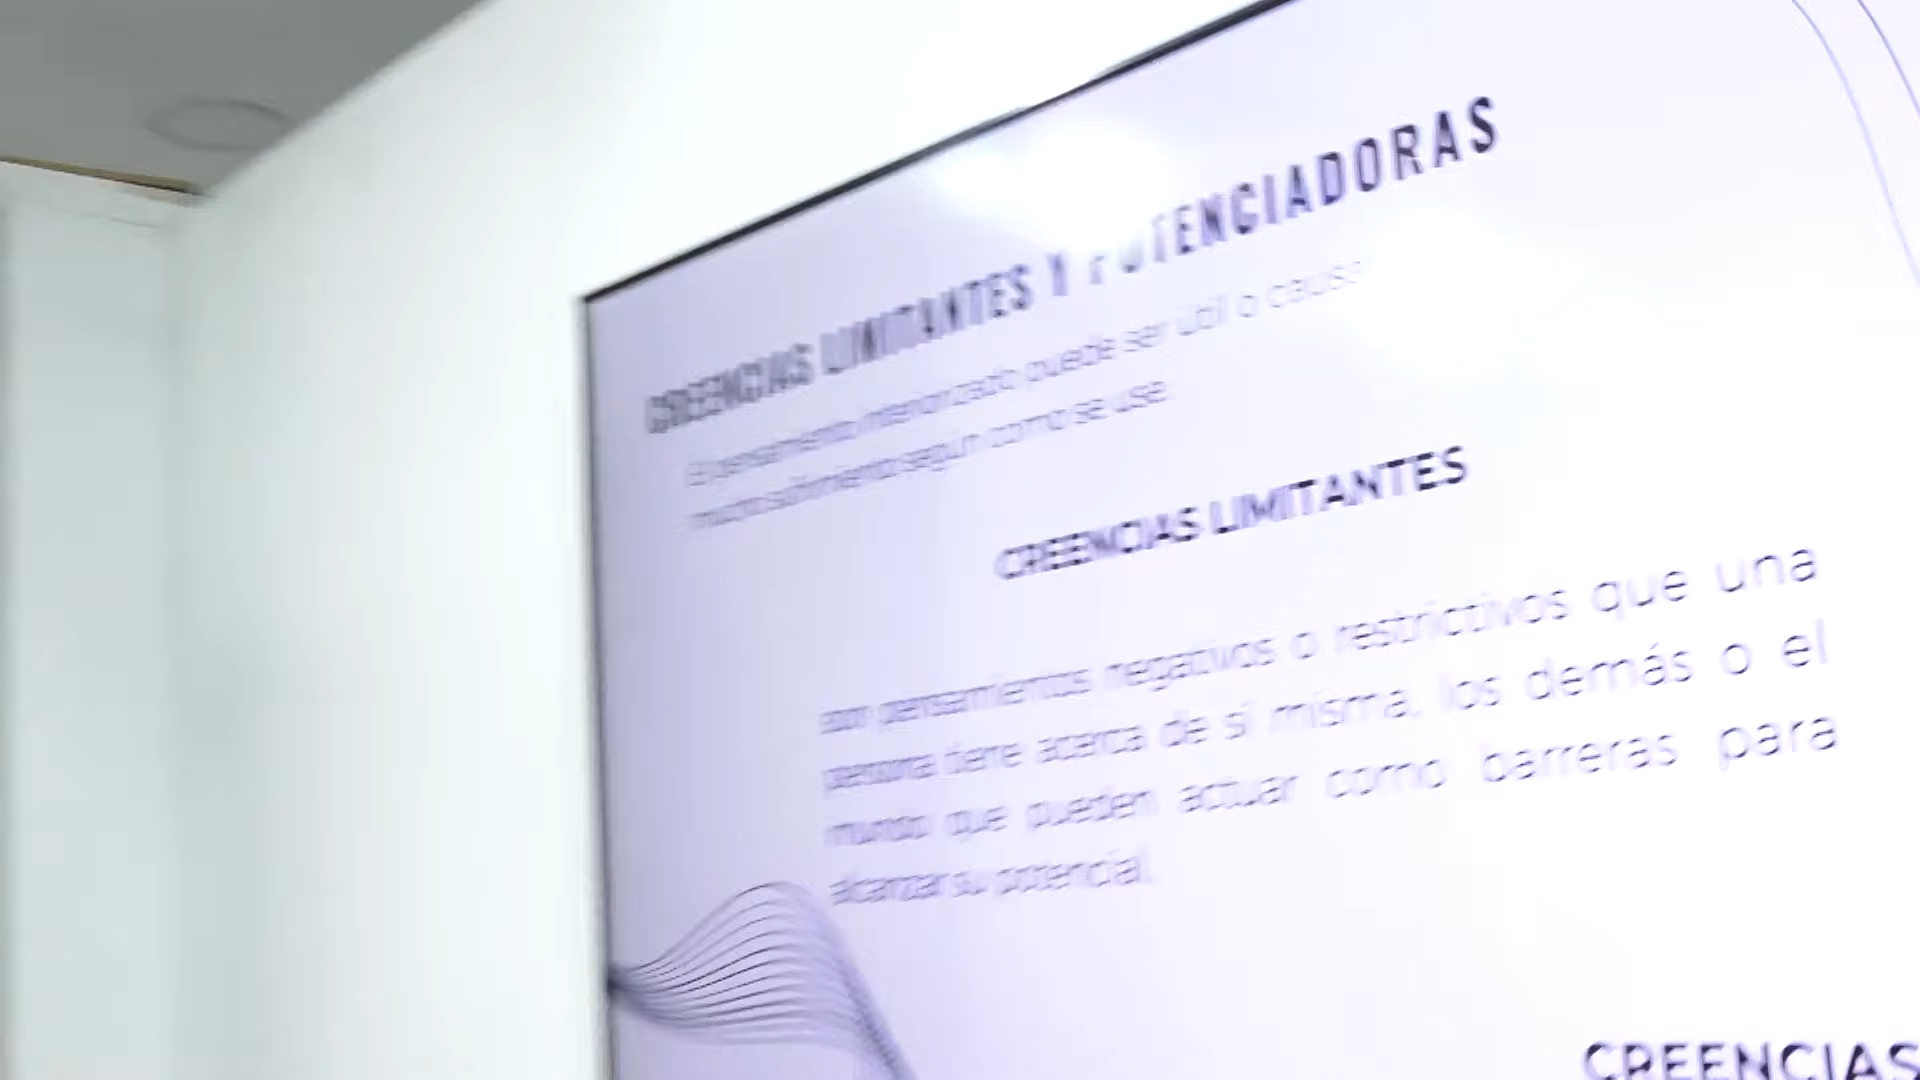 CREENCIAS LIMITANTES Y POTENCIADORAS
El pensamiento interiorizado puede ser útil o causar
mucho sufrimiento según como se use
CREENCIAS LIMITANTES
son pensamientos negativos o restrictivos que una
persona tiene acerca de sí misma, los demás o el
mundo que pueden actuar como barreras para
alcanzar su potencial.
CREENCIAS